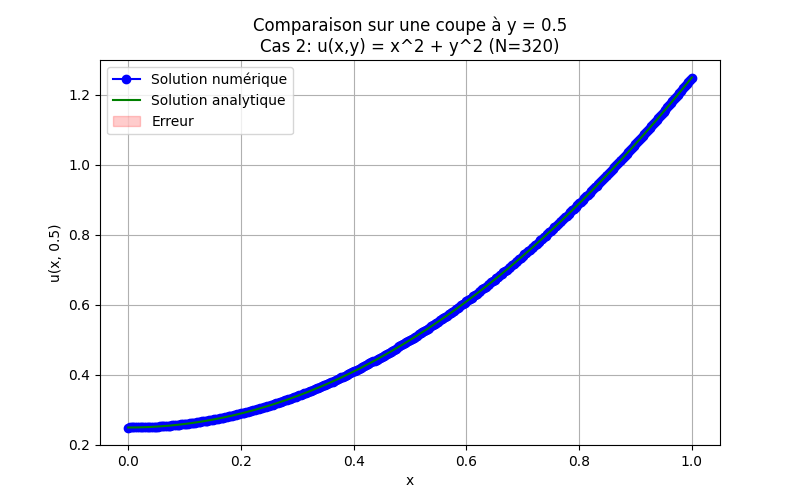 Comparaison sur une coupe à y = 0.5
Cas 2: u(x,y) = x^2 + y^2 (N=320)
Solution numérique
Solution analytique
Erreur
u(x, 0.5)
1.2
1.0
0.8
0.6
0.4
0.2
0.0
0.2
0.4
0.6
0.8
1.0
x